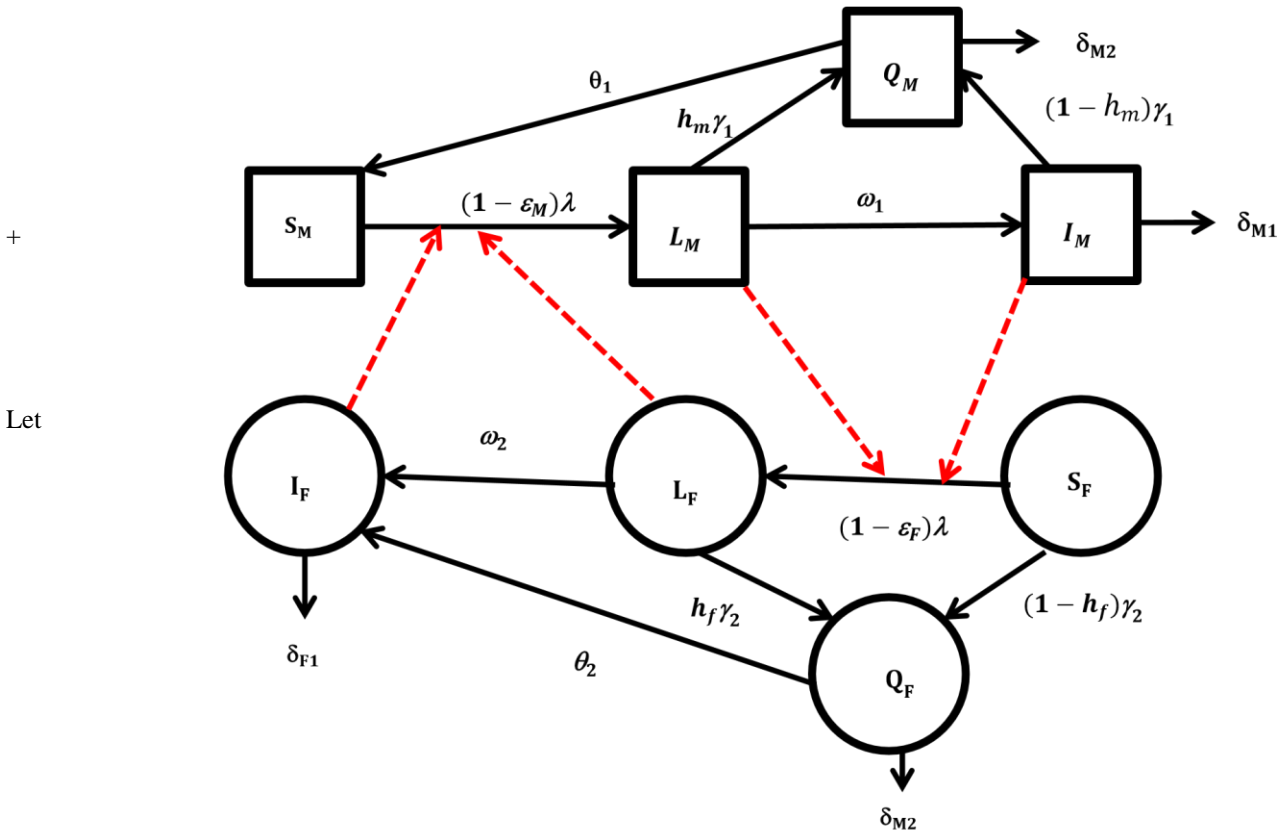 δ_M2
Q_M
θ₁
(1 − h_m)γ₁
h_mγ₁
(1 − ε_M)λ
ω₁
S_M
L_M
I_M
δ_M1
+
Let
ω₂
I_F
L_F
S_F
(1 − ε_F)λ
h_fγ₂
(1 − h_f)γ₂
δ_F1
θ₂
Q_F
δ_M2